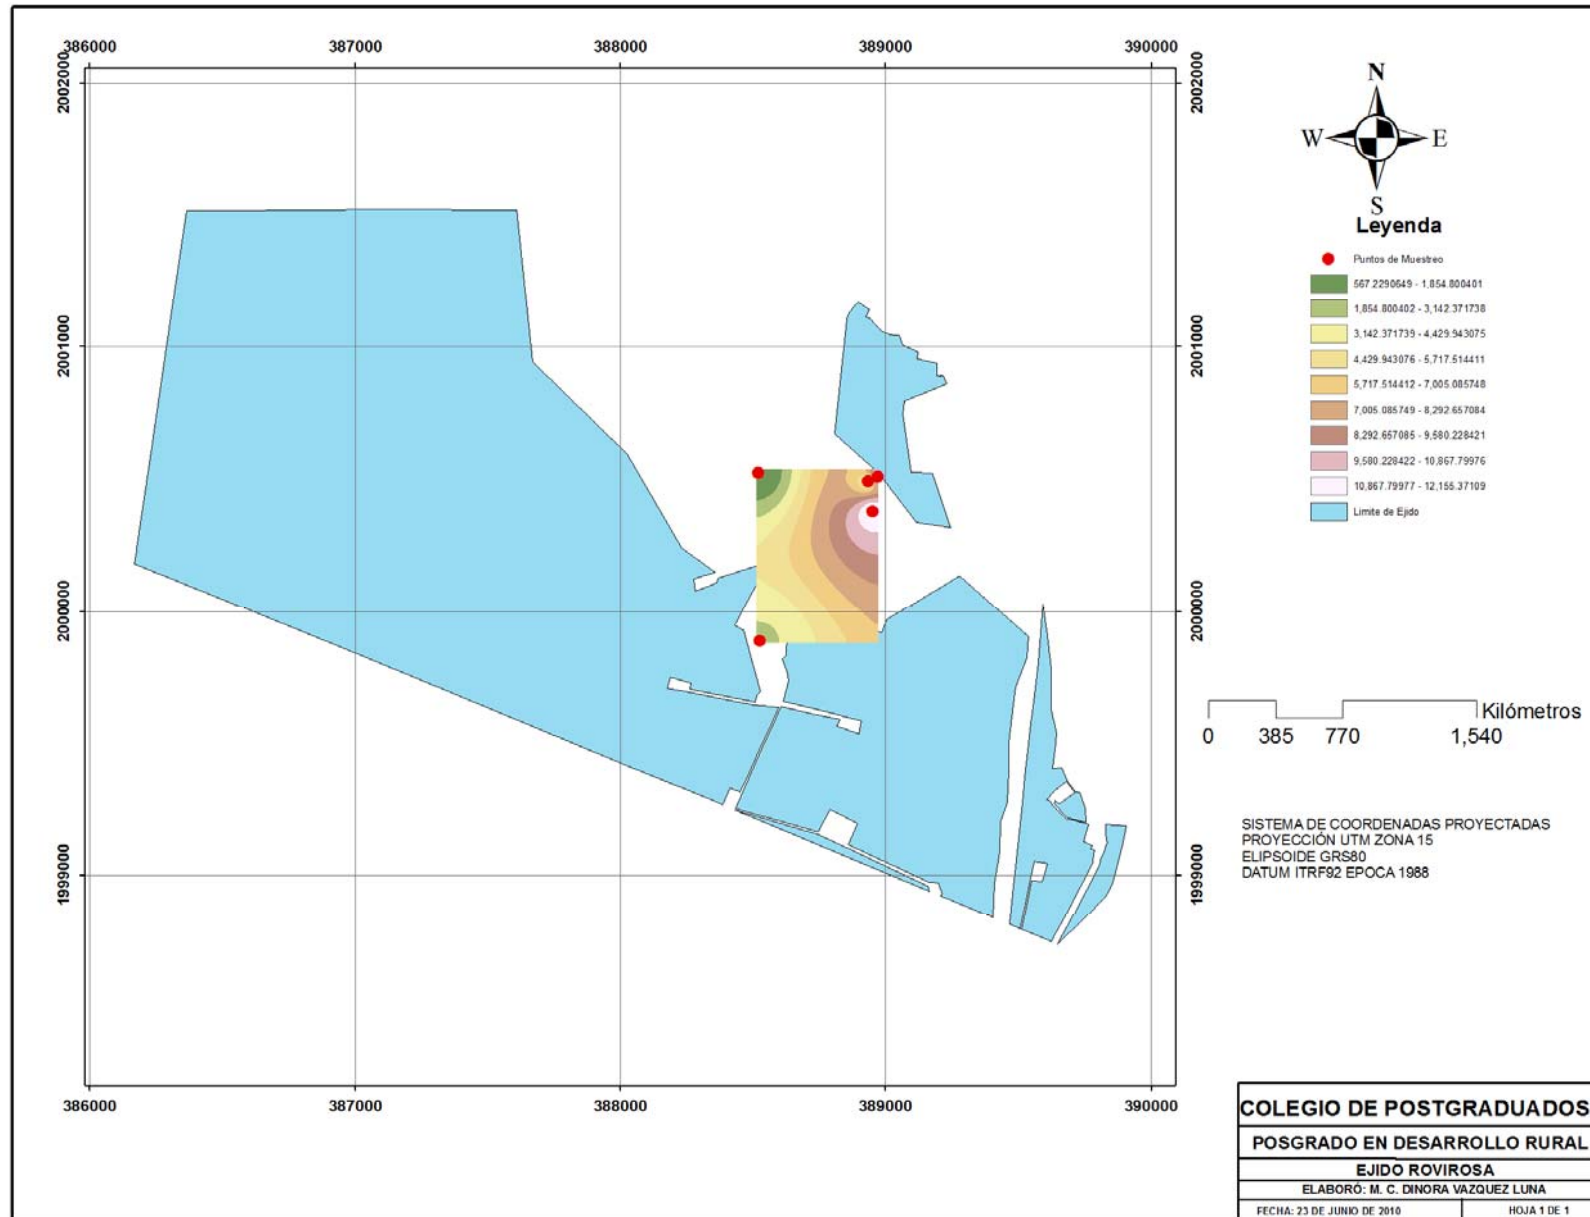 386000 387000 388000 389000 390000
2002000 2002000
N
W E
S
Leyenda
Puntos de Muestreo
567.2290649 - 1,854.800401
1,854.800402 - 3,142.371738
3,142.371739 - 4,429.943075
4,429.943076 - 5,717.514411
5,717.514412 - 7,005.085748
7,005.085749 - 8,292.657084
8,292.657085 - 9,580.228421
9,580.228422 - 10,867.79976
10,867.79977 - 12,155.37109
Limite de Ejido
2001000 2001000
2000000 2000000
Kilómetros
0 385 770 1,540
SISTEMA DE COORDENADAS PROYECTADAS
PROYECCIÓN UTM ZONA 15
ELIPSOIDE GRS80
DATUM ITRF92 EPOCA 1988
1999000 1999000
386000 387000 388000 389000 390000
COLEGIO DE POSTGRADUADOS
POSGRADO EN DESARROLLO RURAL
EJIDO ROVIROSA
ELABORÓ: M. C. DINORA VAZQUEZ LUNA
FECHA: 23 DE JUNIO DE 2010 HOJA 1 DE 1